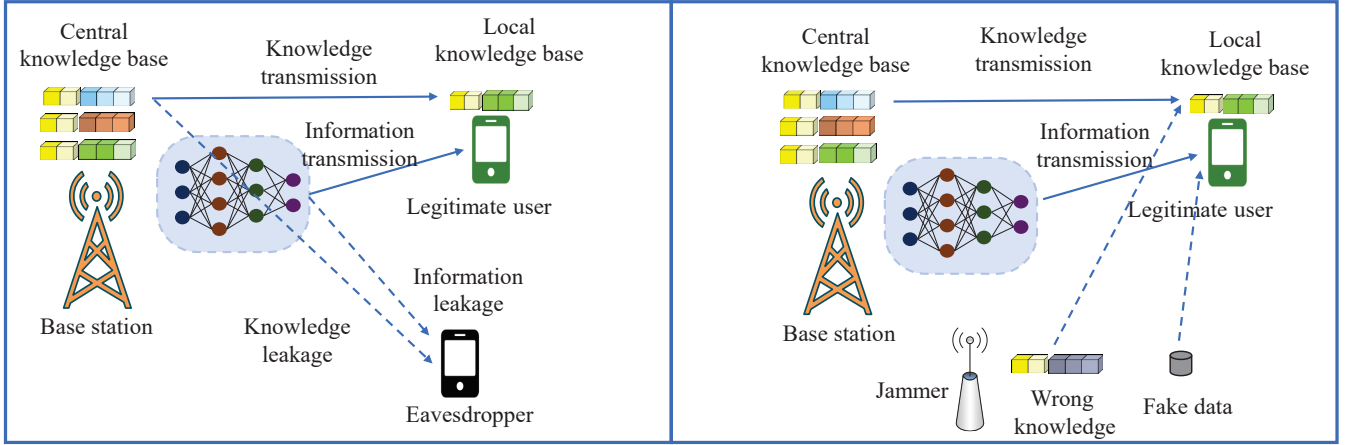 Central
knowledge base
Knowledge
transmission
Local
knowledge base
Information
transmission
Legitimate user
Base station
Information
leakage
Knowledge
leakage
Eavesdropper
Central
knowledge base
Knowledge
transmission
Local
knowledge base
Information
transmission
Legitimate user
Base station
Jammer
Wrong
knowledge
Fake data